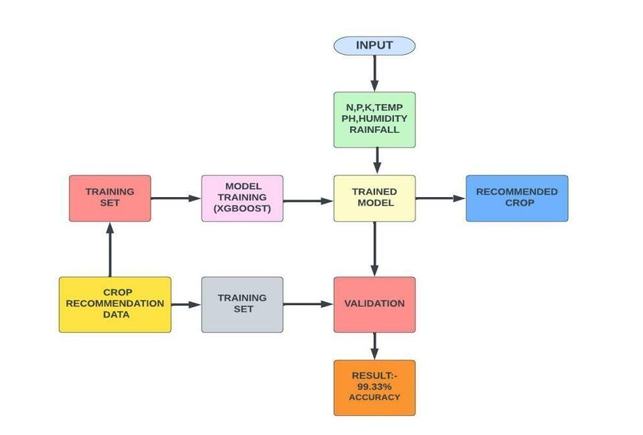 INPUT
N,P,K,TEMP
PH,HUMIDITY
RAINFALL
TRAINING
SET
MODEL
TRAINING
(XGBOOST)
TRAINED
MODEL
RECOMMENDED
CROP
CROP
RECOMMENDATION
DATA
TRAINING
SET
VALIDATION
RESULT:-
99.33%
ACCURACY